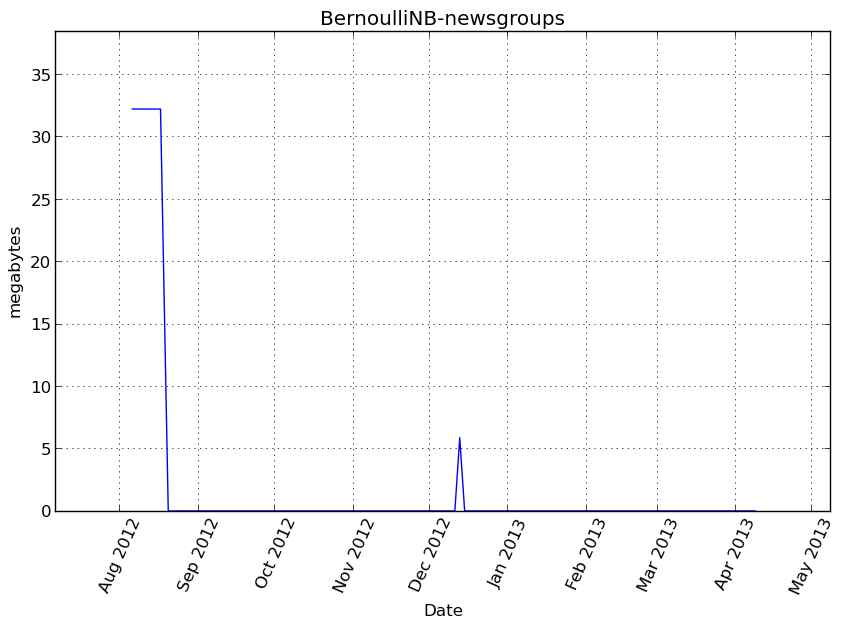 BernoulliNB-newsgroups
megabytes
35
30
25
20
15
10
5
0
Aug 2012
Sep 2012
Oct 2012
Nov 2012
Dec 2012
Jan 2013
Feb 2013
Mar 2013
Apr 2013
May 2013
Date